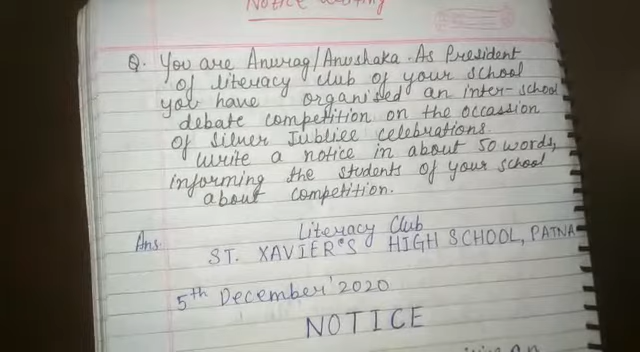 Notice Writing
Q. You are Anurag/Anushaka. As President
of literacy club of your school
you have organised an inter-school
debate competition on the occassion
of Silver Jubliee celebrations.
Write a notice in about 50 words,
informing the students of your school
about competition.
Literacy Club
Ans. ST. XAVIER'S HIGH SCHOOL, PATNA
5th December' 2020
NOTICE
an